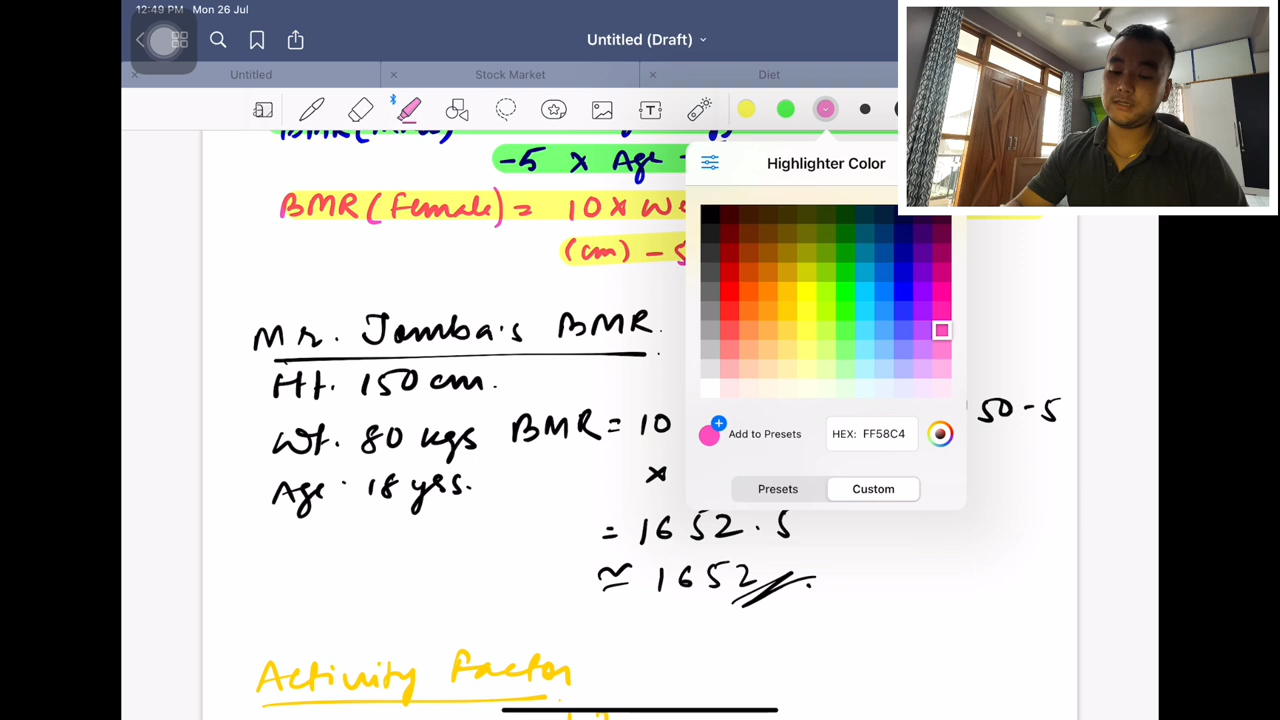 12:49 PM Mon 26 Jul
Untitled (Draft)
Untitled
Stock Market
Diet
T
-5 x Age
BMR (female) = 10 x We
(cm) - 5
Highlighter Color
Add to Presets
HEX: FF58C4
Presets
Custom
Mr. Jamba's BMR.
Ht. 150 cm.
Wt. 80 kgs
Age. 18 yrs.
BMR = 10
50 - 5
x
= 1652.5
≅ 1652
Activity Factor